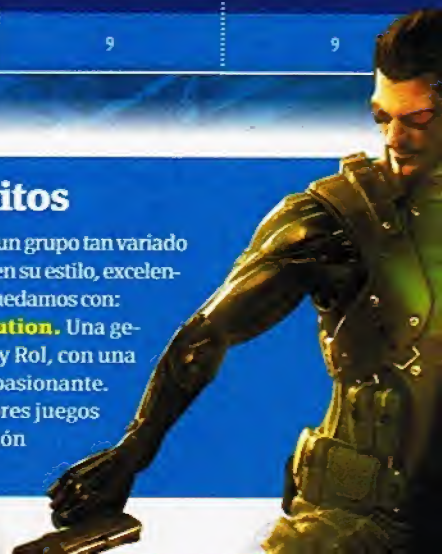 9 9
itos
un grupo tan variado
en su estilo, excelen-
uedamos con:
ution. Una ge-
y Rol, con una
pasionante.
res juegos
ón